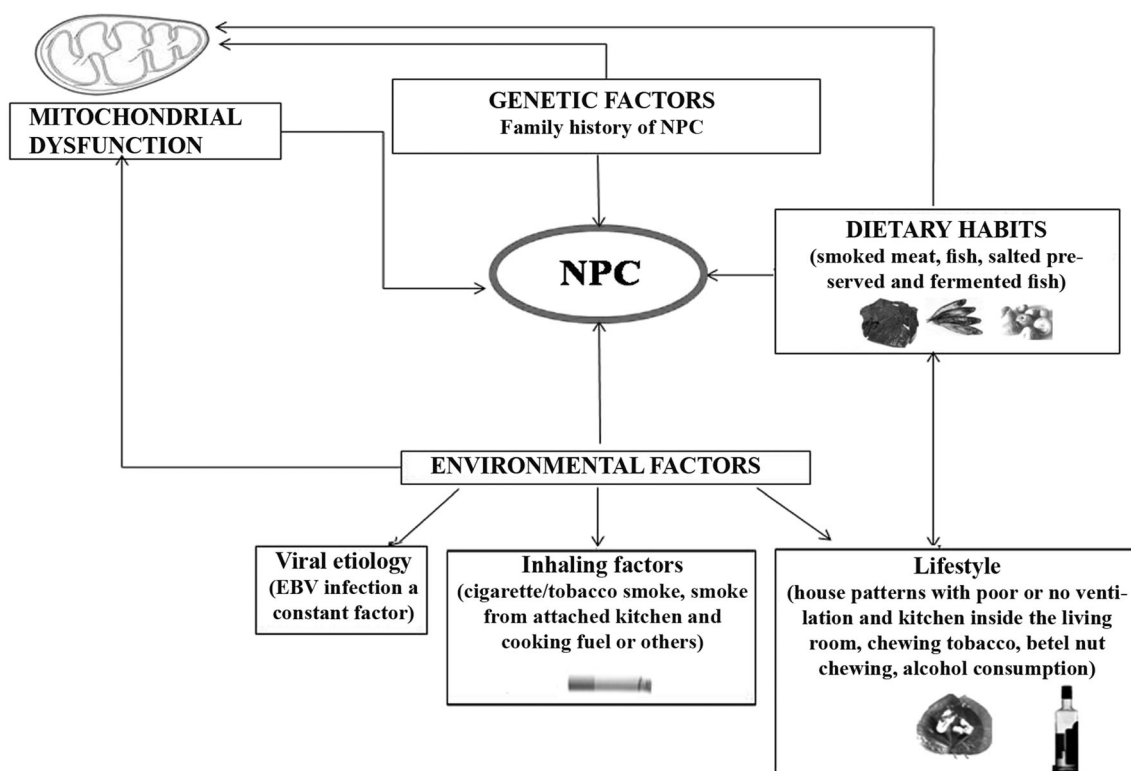 MITOCHONDRIAL
DYSFUNCTION
GENETIC FACTORS
Family history of NPC
NPC
DIETARY HABITS
(smoked meat, fish, salted pre-
served and fermented fish)
ENVIRONMENTAL FACTORS
Viral etiology
(EBV infection a
constant factor)
Inhaling factors
(cigarette/tobacco smoke, smoke
from attached kitchen and
cooking fuel or others)
Lifestyle
(house patterns with poor or no venti-
lation and kitchen inside the living
room, chewing tobacco, betel nut
chewing, alcohol consumption)